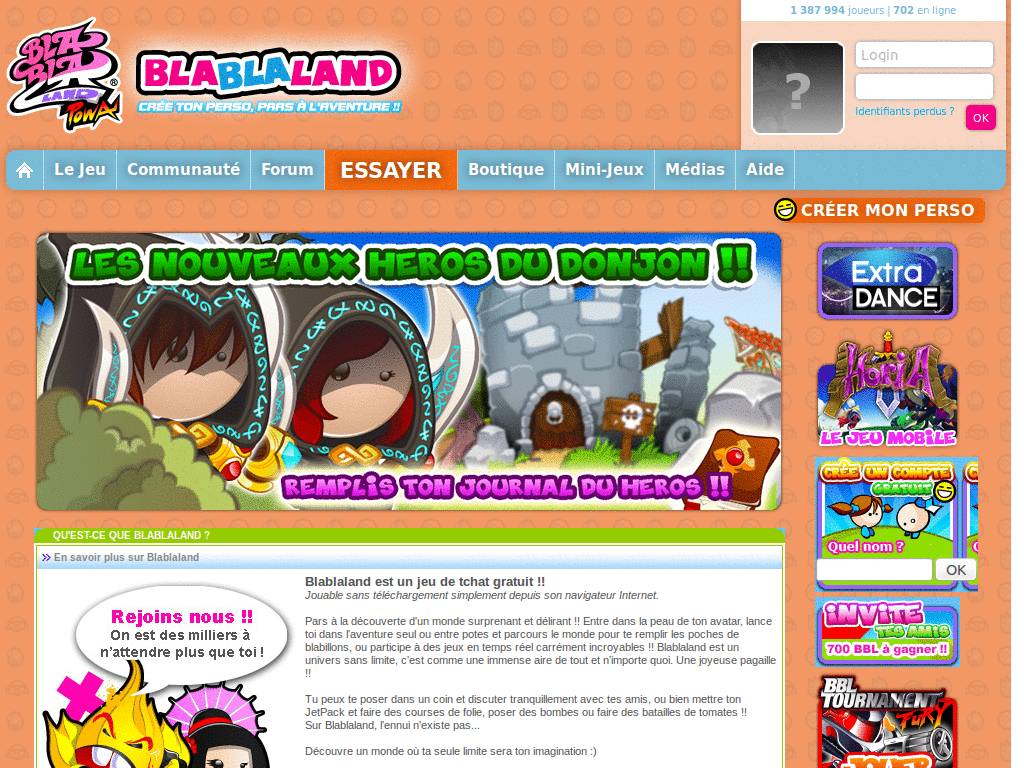 1 387 994 joueurs | 702 en ligne
BLA
BLA
LAND
POWA
®
BLABLALAND
CRÉE TON PERSO, PARS À L'AVENTURE !!
?
Login
Identifiants perdus ?
OK
Le Jeu
Communauté
Forum
ESSAYER
Boutique
Mini-Jeux
Médias
Aide
CRÉER MON PERSO
LES NOUVEAUX HEROS DU DONJON !!
REMPLIS TON JOURNAL DU HEROS !!
Extra
DANCE
HORIA
LE JEU MOBILE
CRÉE UN COMPTE
GRATUIT
Quel nom ?
OK
INVITE
TES AMIS
700 BBL à gagner !!
BBL
TOURNAMENT
FURY
JOUER
QU'EST-CE QUE BLABLALAND ?
En savoir plus sur Blablaland
Rejoins nous !!
On est des milliers à
n'attendre plus que toi !
Blablaland est un jeu de tchat gratuit !!
Jouable sans téléchargement simplement depuis son navigateur Internet.
Pars à la découverte d'un monde surprenant et délirant !! Entre dans la peau de ton avatar, lance
toi dans l'aventure seul ou entre potes et parcours le monde pour te remplir les poches de
blabillons, ou participe à des jeux en temps réel carrément incroyables !! Blablaland est un
univers sans limite, c'est comme une immense aire de tout et n'importe quoi. Une joyeuse pagaille
!!
Tu peux te poser dans un coin et discuter tranquillement avec tes amis, ou bien mettre ton
JetPack et faire des courses de folie, poser des bombes ou faire des batailles de tomates !!
Sur Blablaland, l'ennui n'existe pas...
Découvre un monde où ta seule limite sera ton imagination :)